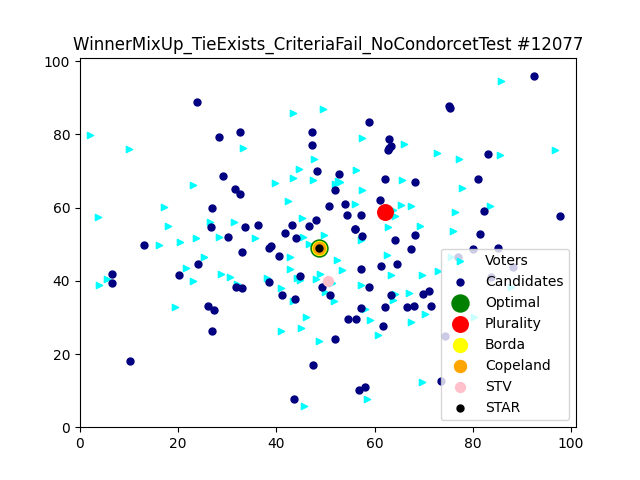 WinnerMixUp_TieExists_CriteriaFail_NoCondorcetTest #12077
100
80
60
40
20
0
0 20 40 60 80 100
Voters
Candidates
Optimal
Plurality
Borda
Copeland
STV
STAR